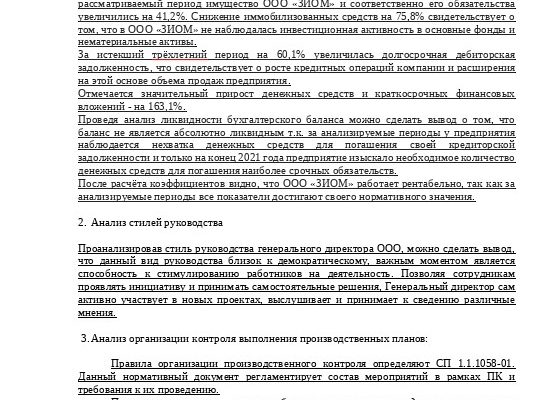 рассматриваемый период имущество ООО «ЗИОМ» и соответственно его обязательства
увеличились на 41,2%. Снижение иммобилизованных средств на 75,8% свидетельствует о
том, что в ООО «ЗИОМ» не наблюдалась инвестиционная активность в основные фонды и
нематериальные активы.
За истекший трёхлетний период на 60,1% увеличилась долгосрочная дебиторская
задолженность, что свидетельствует о росте кредитных операций компании и расширения
на этой основе объема продаж предприятия.
Отмечается значительный прирост денежных средств и краткосрочных финансовых
вложений - на 163,1%.
Проведя анализ ликвидности бухгалтерского баланса можно сделать вывод о том, что
баланс не является абсолютно ликвидным т.к. за анализируемые периоды у предприятия
наблюдается нехватка денежных средств для погашения своей кредиторской
задолженности и только на конец 2021 года предприятие изыскало необходимое количество
денежных средств для погашения наиболее срочных обязательств.
После расчёта коэффициентов видно, что ООО «ЗИОМ» работает рентабельно, так как за
анализируемые периоды все показатели достигают своего нормативного значения.
2. Анализ стилей руководства
Проанализировав стиль руководства генерального директора ООО, можно сделать вывод,
что данный вид руководства близок к демократическому, важным моментом является
способность к стимулированию работников на деятельность. Позволяя сотрудникам
проявлять инициативу и принимать самостоятельные решения, Генеральный директор сам
активно участвует в новых проектах, выслушивает и принимает к сведению различные
мнения.
3. Анализ организации контроля выполнения производственных планов:
Правила организации производственного контроля определяют СП 1.1.1058-01.
Данный нормативный документ регламентирует состав мероприятий в рамках ПК и
требования к их проведению.